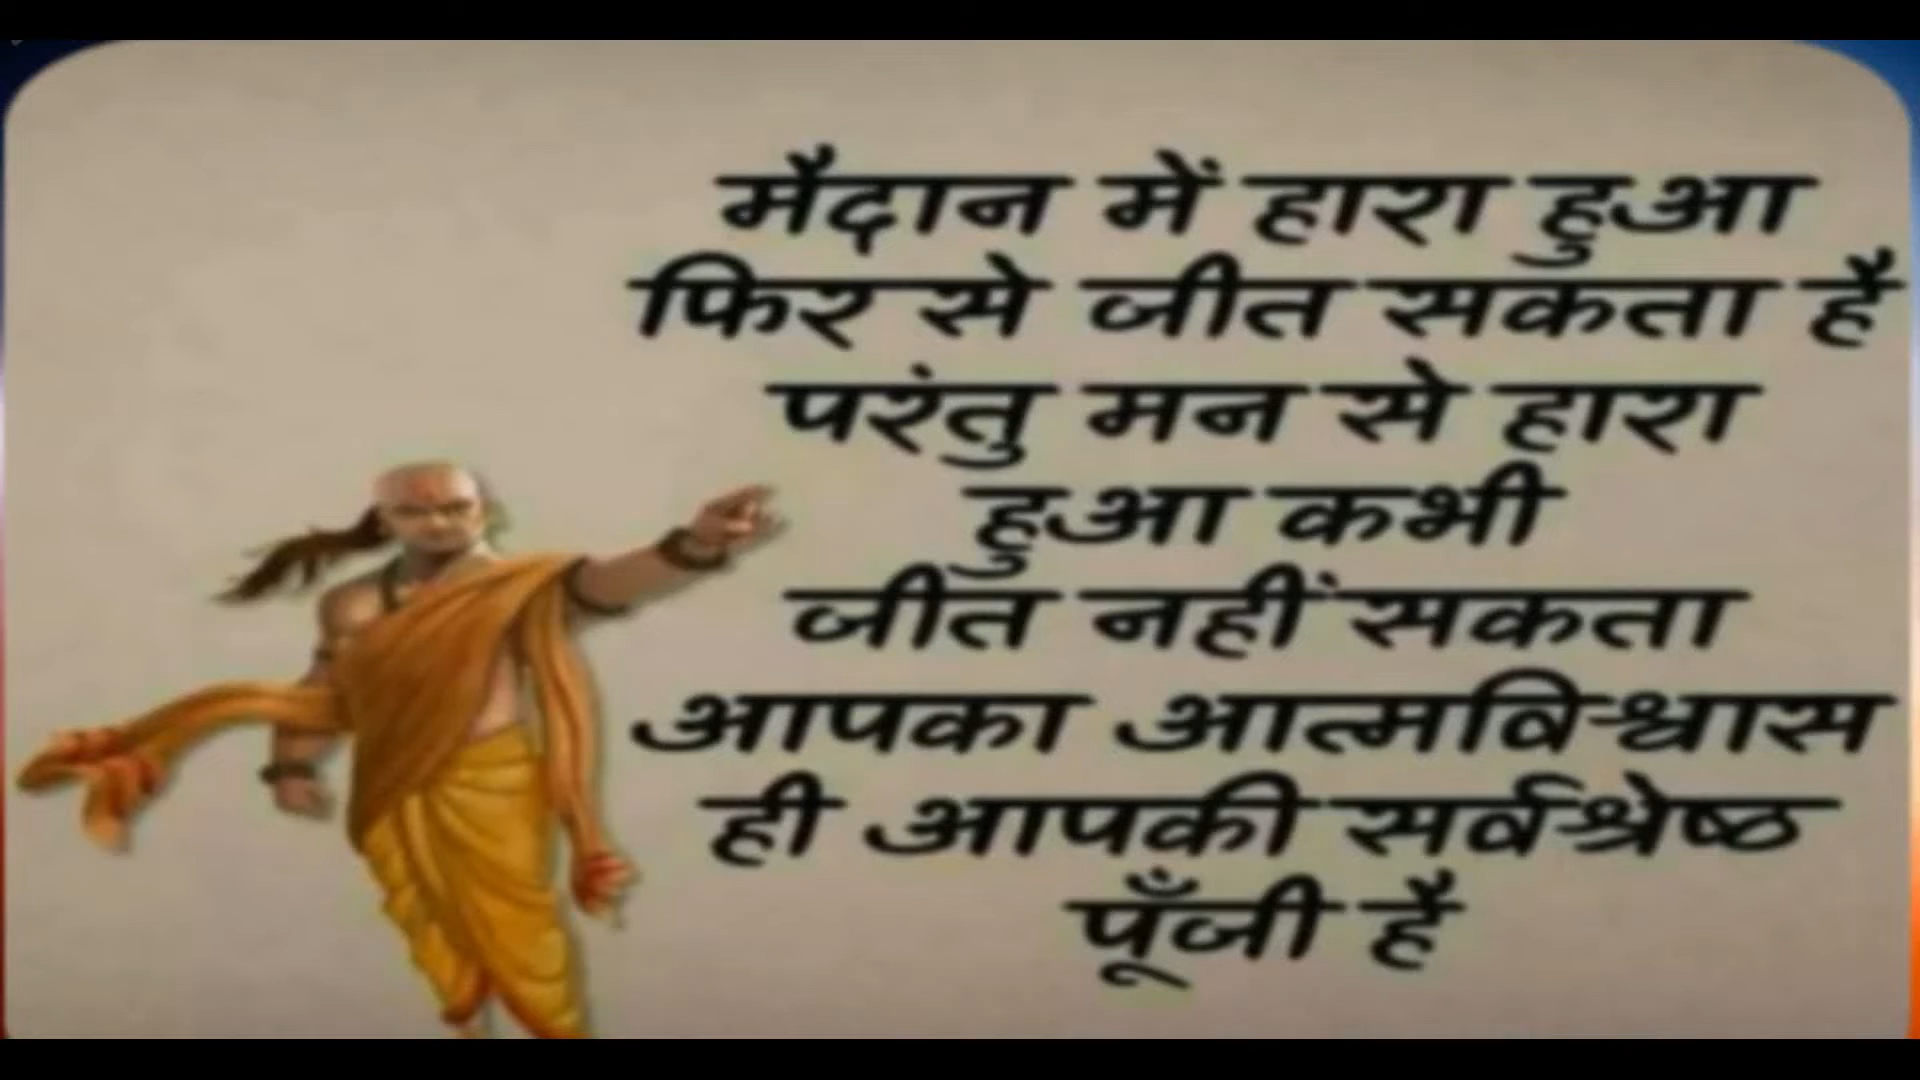 मैदान में हारा हुआ
फिर से जीत सकता है
परंतु मन से हारा
हुआ कभी
जीत नहीं सकता
आपका आत्मविश्वास
ही आपकी सर्वश्रेष्ठ
पूँजी है